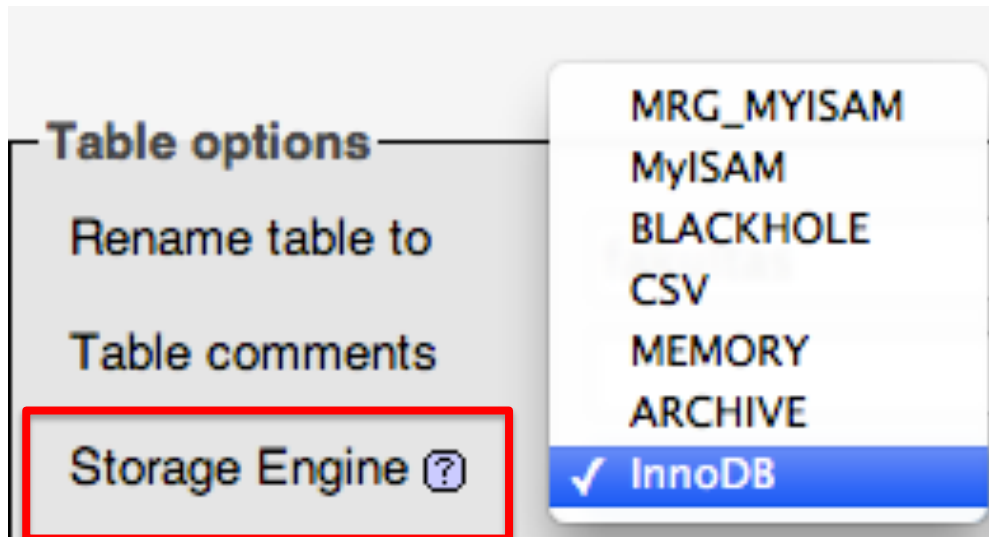 Table options
Rename table to
Table comments
Storage Engine ?
MRG_MYISAM
MyISAM
BLACKHOLE
CSV
MEMORY
ARCHIVE
✓ InnoDB